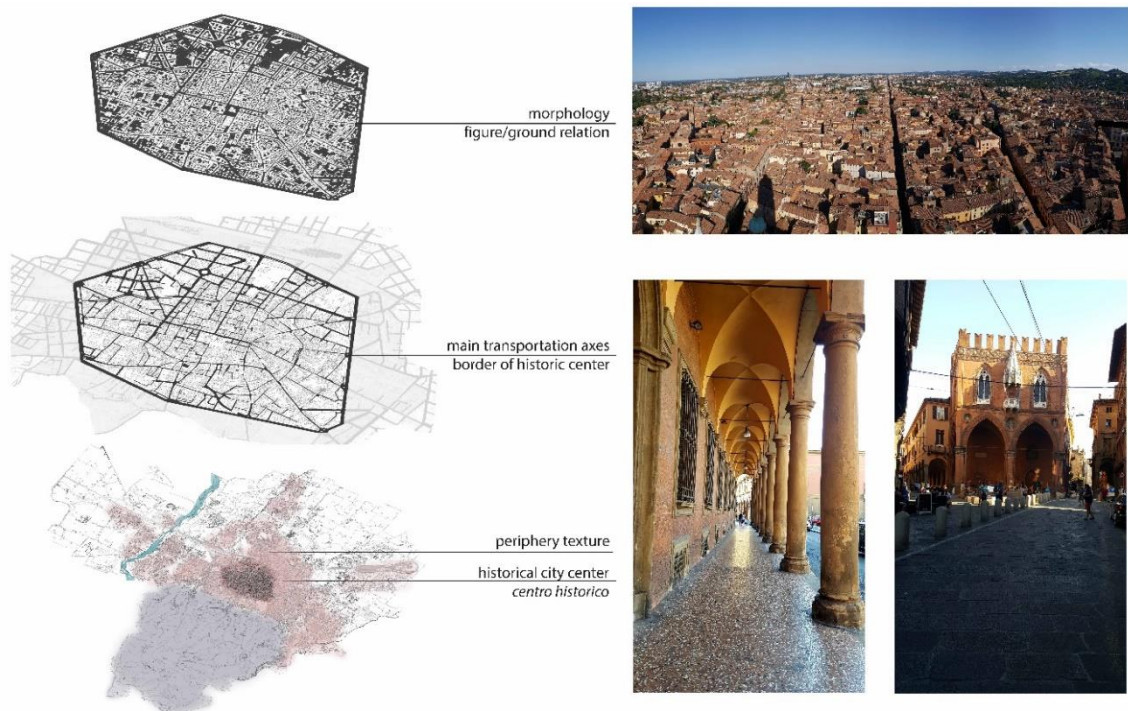 morphology
figure/ground relation
main transportation axes
border of historic center
periphery texture
historical city center
centro historico